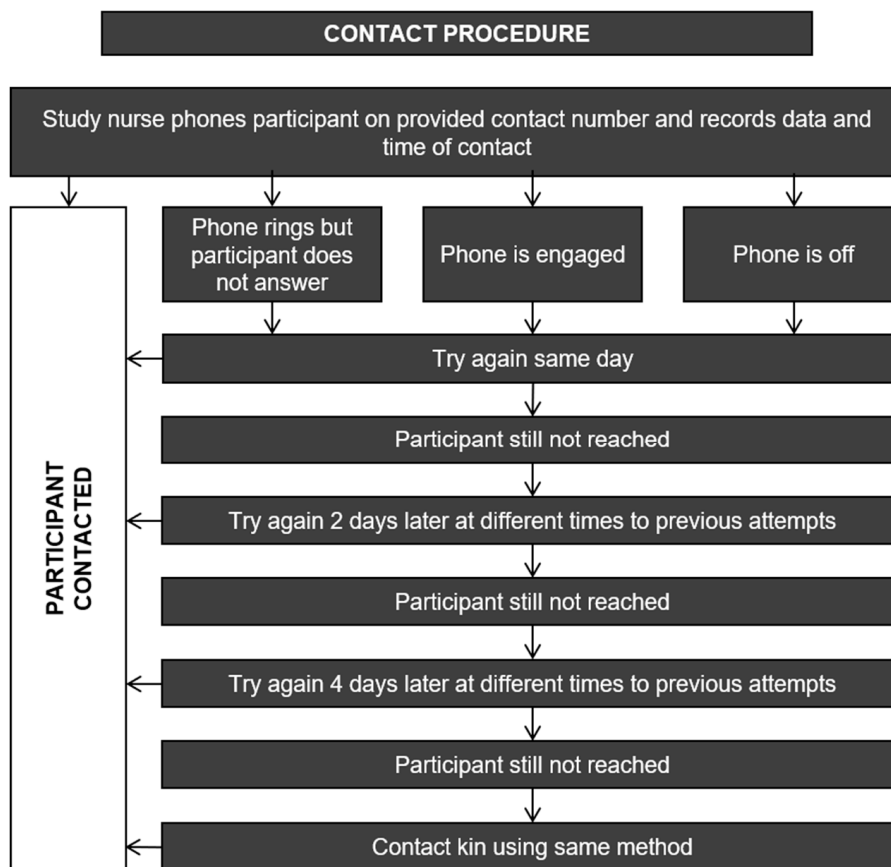 CONTACT PROCEDURE
Study nurse phones participant on provided contact number and records data and
time of contact
Phone rings but
participant does
not answer
Phone is engaged
Phone is off
Try again same day
Participant still not reached
Try again 2 days later at different times to previous attempts
Participant still not reached
Try again 4 days later at different times to previous attempts
Participant still not reached
Contact kin using same method
PARTICIPANT
CONTACTED